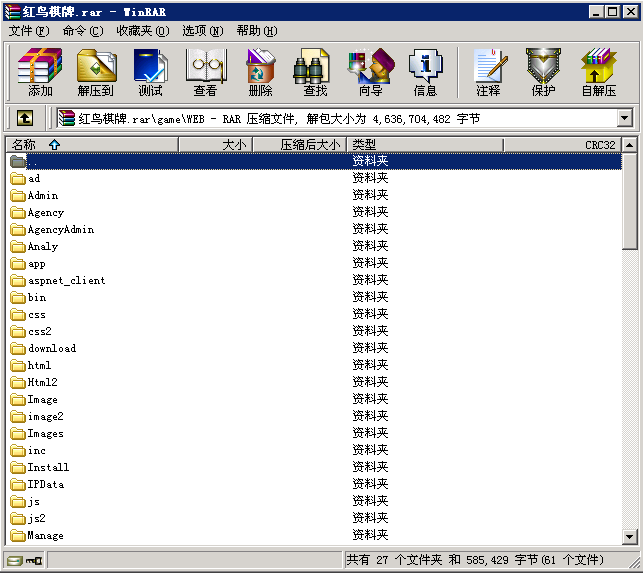 红鸟棋牌.rar - WinRAR
文件(F) 命令(C) 收藏夹(O) 选项(N) 帮助(H)
添加 解压到 测试 查看 删除 查找 向导 信息 注释 保护 自解压
红鸟棋牌.rar\game\WEB - RAR 压缩文件, 解包大小为 4,636,704,482 字节
名称 大小 压缩后大小 类型 CRC32
.. 资料夹
ad 资料夹
Admin 资料夹
Agency 资料夹
AgencyAdmin 资料夹
Analy 资料夹
app 资料夹
aspnet_client 资料夹
bin 资料夹
css 资料夹
css2 资料夹
download 资料夹
html 资料夹
Html2 资料夹
Image 资料夹
image2 资料夹
Images 资料夹
inc 资料夹
Install 资料夹
IPData 资料夹
js 资料夹
js2 资料夹
Manage 资料夹
共有 27 个文件夹 和 585,429 字节(61 个文件)